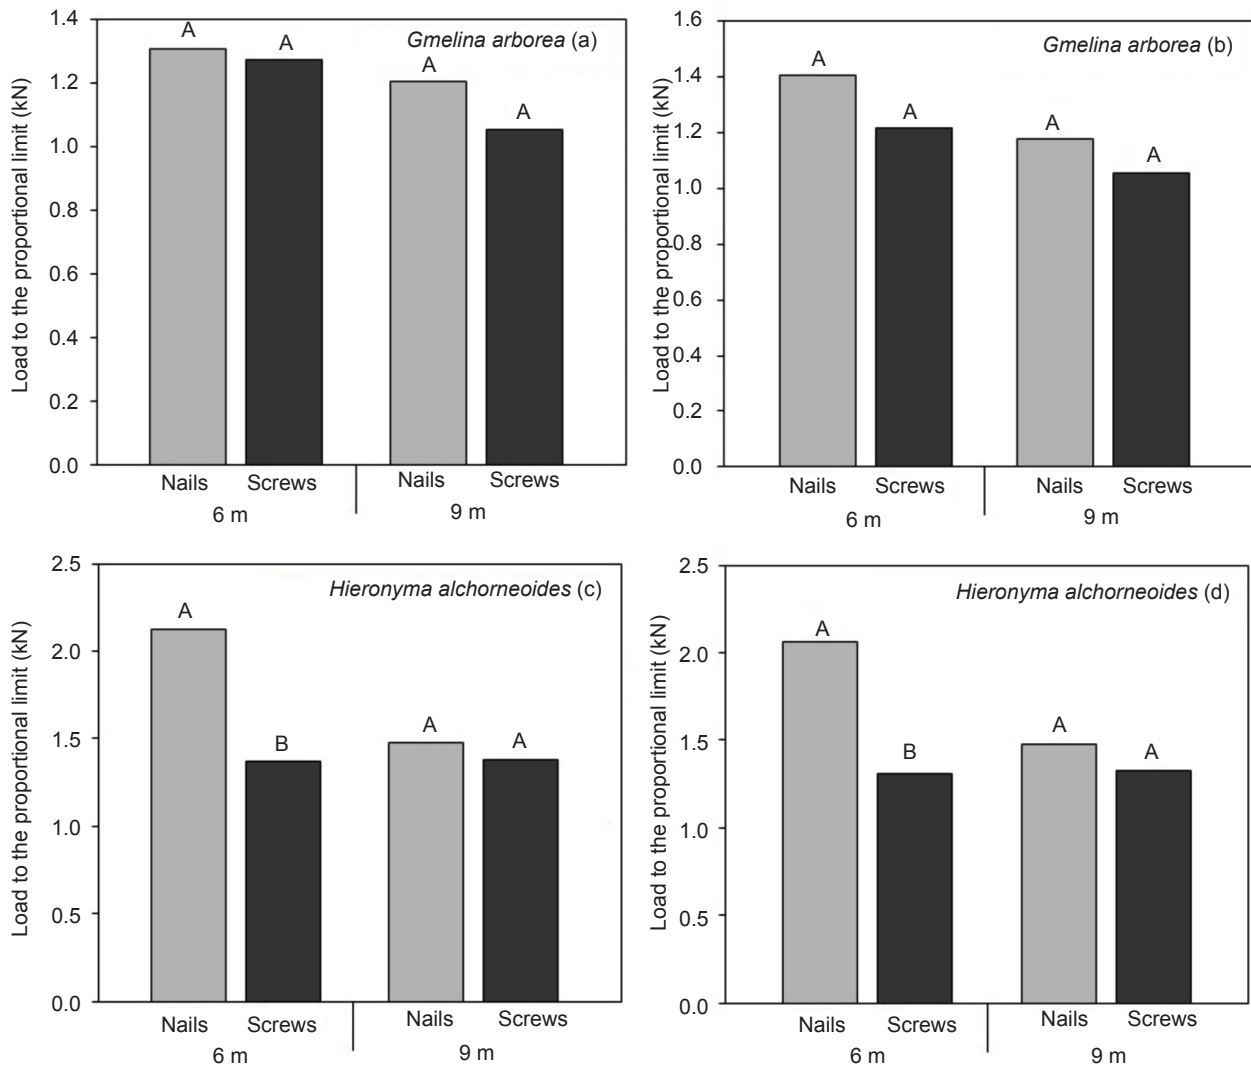 Load to the proportional limit (kN)
1.4
1.2
1.0
0.8
0.6
0.4
0.2
0.0
Gmelina arborea (a)
A
A
A
A
Nails
Screws
Nails
Screws
6 m
9 m
Load to the proportional limit (kN)
1.6
1.4
1.2
1.0
0.8
0.6
0.4
0.2
0.0
Gmelina arborea (b)
A
A
A
A
Nails
Screws
Nails
Screws
6 m
9 m
Load to the proportional limit (kN)
2.5
2.0
1.5
1.0
0.5
0.0
Hieronyma alchorneoides (c)
A
B
A
A
Nails
Screws
Nails
Screws
6 m
9 m
Load to the proportional limit (kN)
2.5
2.0
1.5
1.0
0.5
0.0
Hieronyma alchorneoides (d)
A
B
A
A
Nails
Screws
Nails
Screws
6 m
9 m